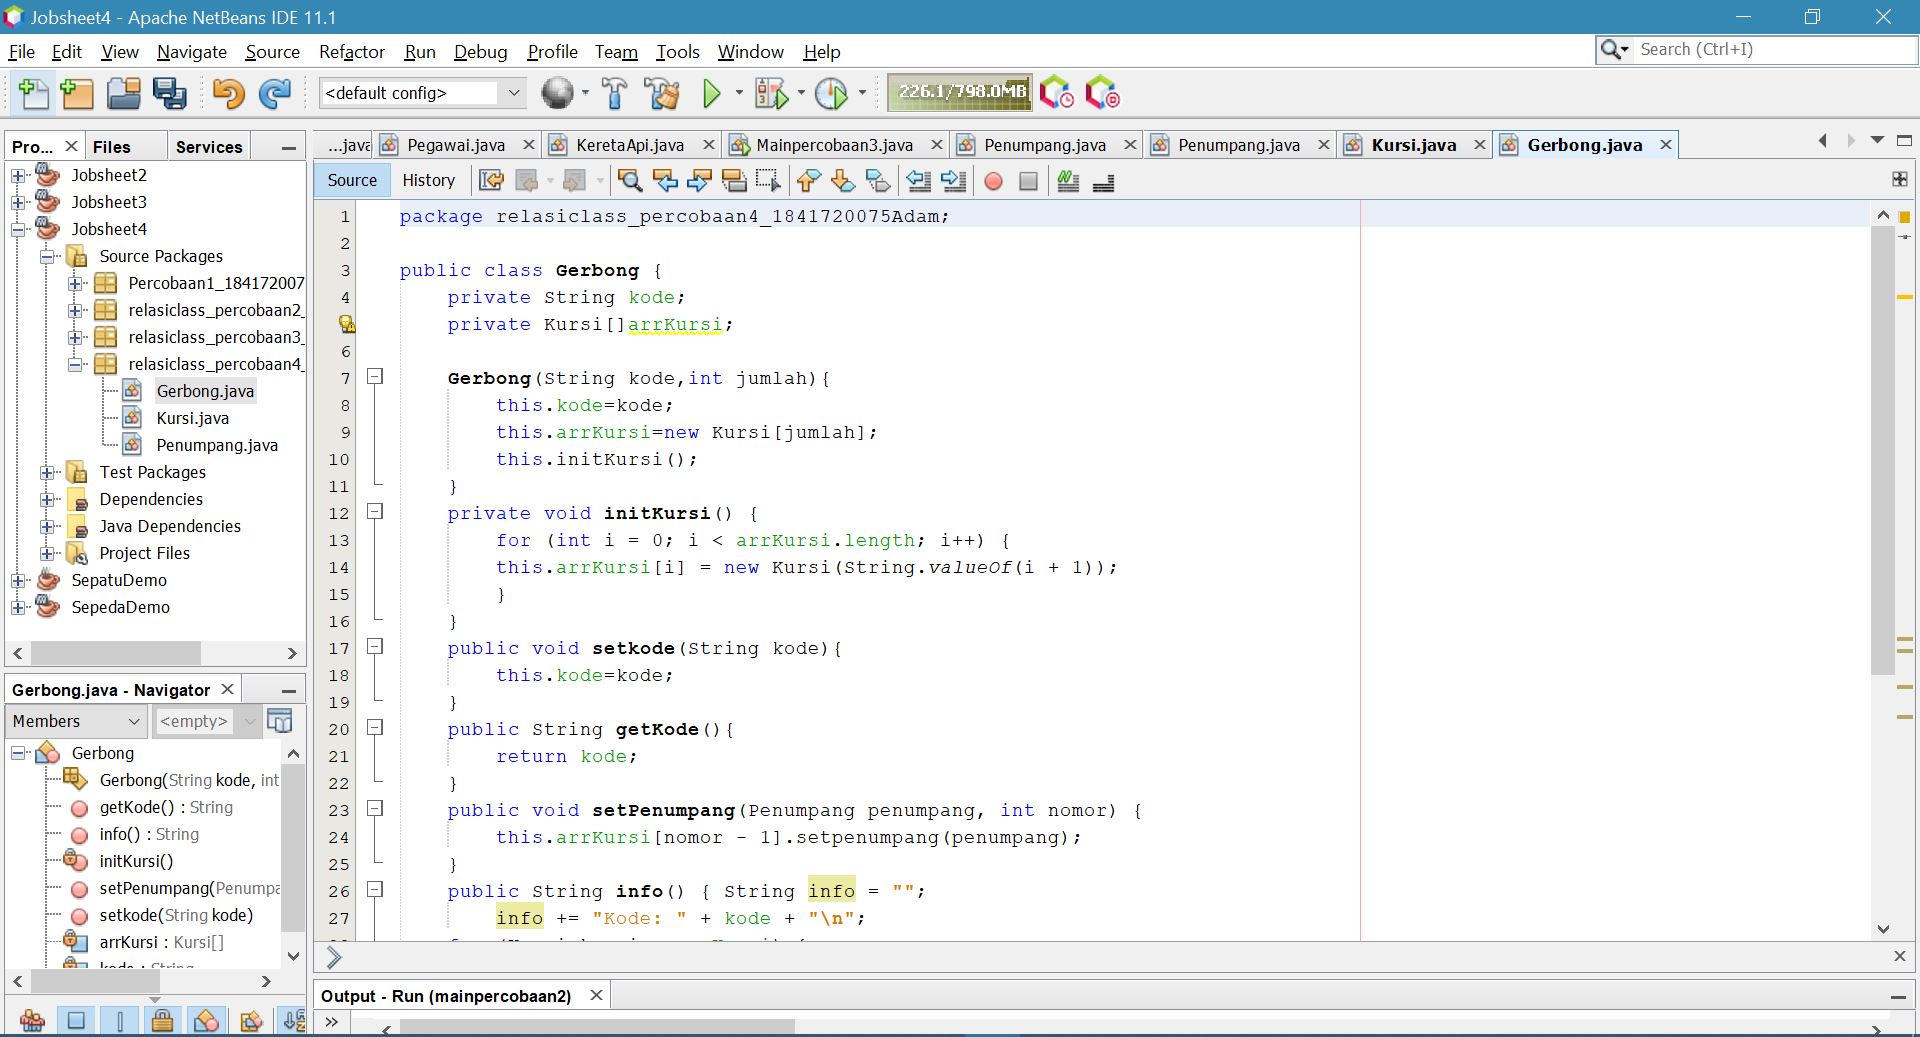 Jobsheet4 - Apache NetBeans IDE 11.1
File Edit View Navigate Source Refactor Run Debug Profile Team Tools Window Help
Search (Ctrl+I)
<default config>
226.1/798.0MB
Pro... Files Services
Jobsheet2
Jobsheet3
Jobsheet4
Source Packages
Percobaan1_184172007
relasiclass_percobaan2_
relasiclass_percobaan3_
relasiclass_percobaan4_
Gerbong.java
Kursi.java
Penumpang.java
Test Packages
Dependencies
Java Dependencies
Project Files
SepatuDemo
SepedaDemo
Gerbong.java - Navigator
Members <empty>
Gerbong
Gerbong(String kode, int
getKode() : String
info() : String
initKursi()
setPenumpang(Penumpa
setkode(String kode)
arrKursi : Kursi[]
kode : String
...java Pegawai.java KeretaApi.java Mainpercobaan3.java Penumpang.java Penumpang.java Kursi.java Gerbong.java
Source History
1 package relasiclass_percobaan4_1841720075Adam;
2
3 public class Gerbong {
4 private String kode;
private Kursi[]arrKursi;
6
7 Gerbong(String kode,int jumlah){
8 this.kode=kode;
9 this.arrKursi=new Kursi[jumlah];
10 this.initKursi();
11 }
12 private void initKursi() {
13 for (int i = 0; i < arrKursi.length; i++) {
14 this.arrKursi[i] = new Kursi(String.valueOf(i + 1));
15 }
16 }
17 public void setkode(String kode){
18 this.kode=kode;
19 }
20 public String getKode(){
21 return kode;
22 }
23 public void setPenumpang(Penumpang penumpang, int nomor) {
24 this.arrKursi[nomor - 1].setpenumpang(penumpang);
25 }
26 public String info() { String info = "";
27 info += "Kode: " + kode + "\n";
Output - Run (mainpercobaan2)